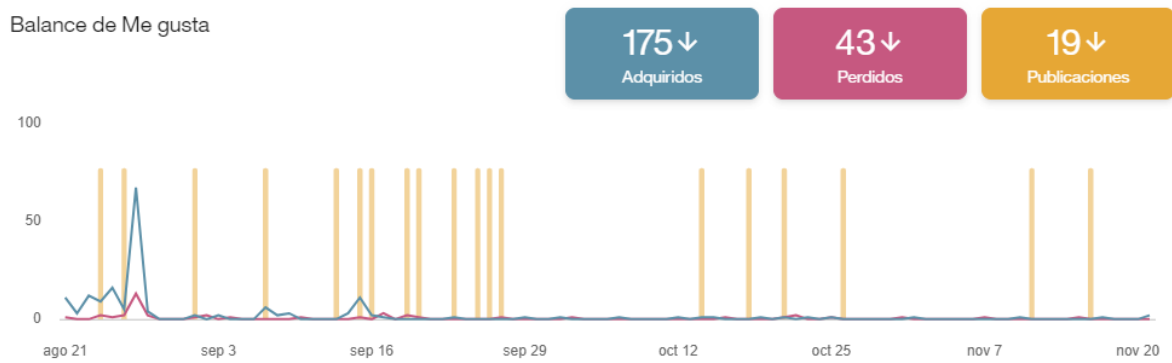 Balance de Me gusta
175↓
Adquiridos
43↓
Perdidos
19↓
Publicaciones
100
50
0
ago 21
sep 3
sep 16
sep 29
oct 12
oct 25
nov 7
nov 20